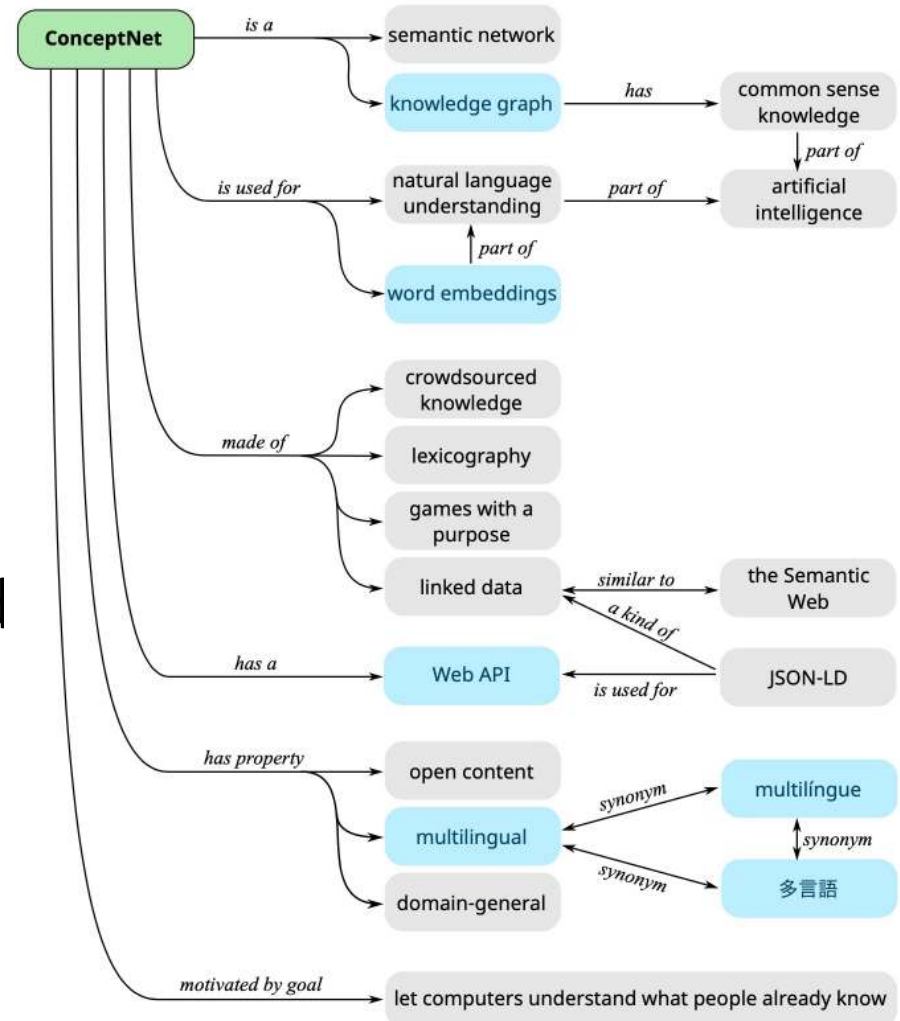 ConceptNet
is a
semantic network
knowledge graph
has
common sense
knowledge
part of
is used for
natural language
understanding
part of
artificial
intelligence
part of
word embeddings
made of
crowdsourced
knowledge
lexicography
games with a
purpose
linked data
similar to
the Semantic
Web
a kind of
has a
Web API
is used for
JSON-LD
has property
open content
multilingual
domain-general
synonym
multilíngue
synonym
synonym
多言語
motivated by goal
let computers understand what people already know